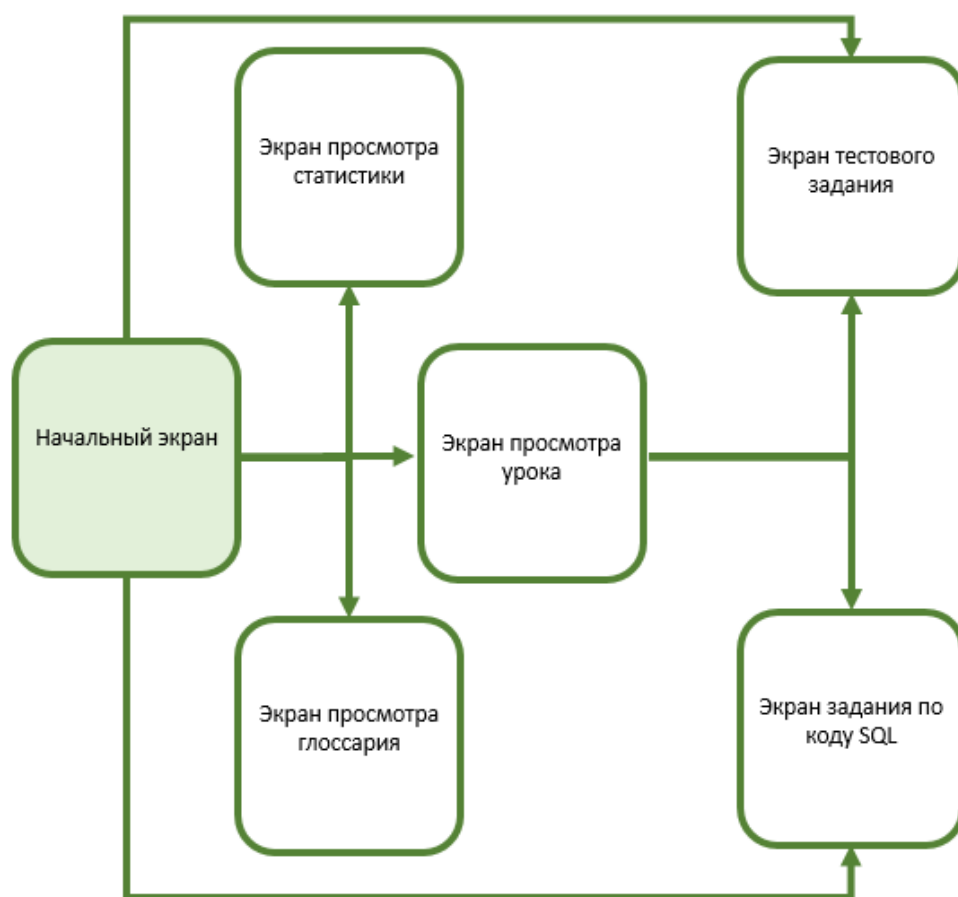 Экран просмотра
статистики
Экран тестового
задания
Начальный экран
Экран просмотра
урока
Экран просмотра
глоссария
Экран задания по
коду SQL